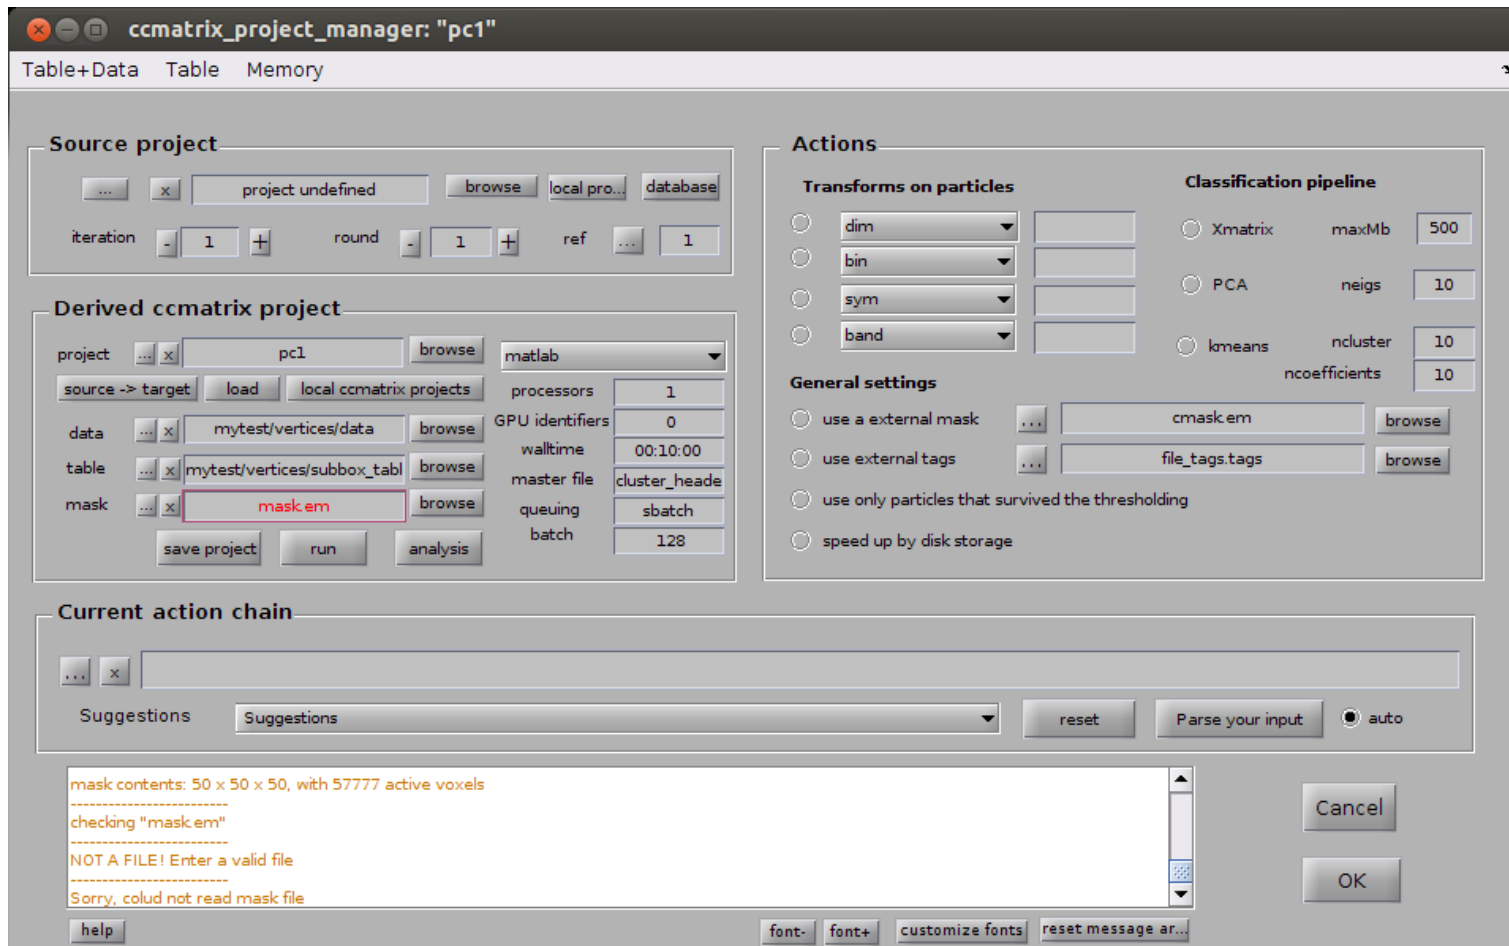 ccmatrix_project_manager: "pc1"
Table+Data Table Memory
Source project
... x project undefined browse local pro... database
iteration - 1 + round - 1 + ref ... 1
Derived ccmatrix project
project ... x pc1 browse matlab
source -> target load local ccmatrix projects processors 1
data ... x mytest/vertices/data browse GPU identifiers 0
walltime 00:10:00
table ... x mytest/vertices/subbox_tabl browse master file cluster_heade
mask ... x mask.em browse queuing sbatch
batch 128
save project run analysis
Actions
Transforms on particles
dim
bin
sym
band
Classification pipeline
Xmatrix maxMb 500
PCA neigs 10
kmeans ncluster 10
ncoefficients 10
General settings
use a external mask ... cmask.em browse
use external tags ... file_tags.tags browse
use only particles that survived the thresholding
speed up by disk storage
Current action chain
... x
Suggestions Suggestions reset Parse your input auto
mask contents: 50 x 50 x 50, with 57777 active voxels
-------------------------
checking "mask.em"
-------------------------
NOT A FILE! Enter a valid file
-------------------------
Sorry, colud not read mask file
Cancel
OK
help font- font+ customize fonts reset message ar...